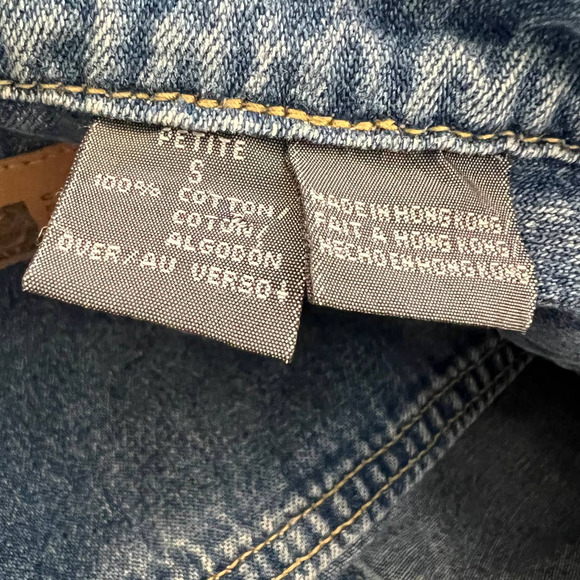 PETITE
S
100% COTTON/
COTON/
ALGODON
OVER/AU VERSO↓
MADE IN HONG KONG
FAIT À HONG KONG/
HECHO EN HONG KONG